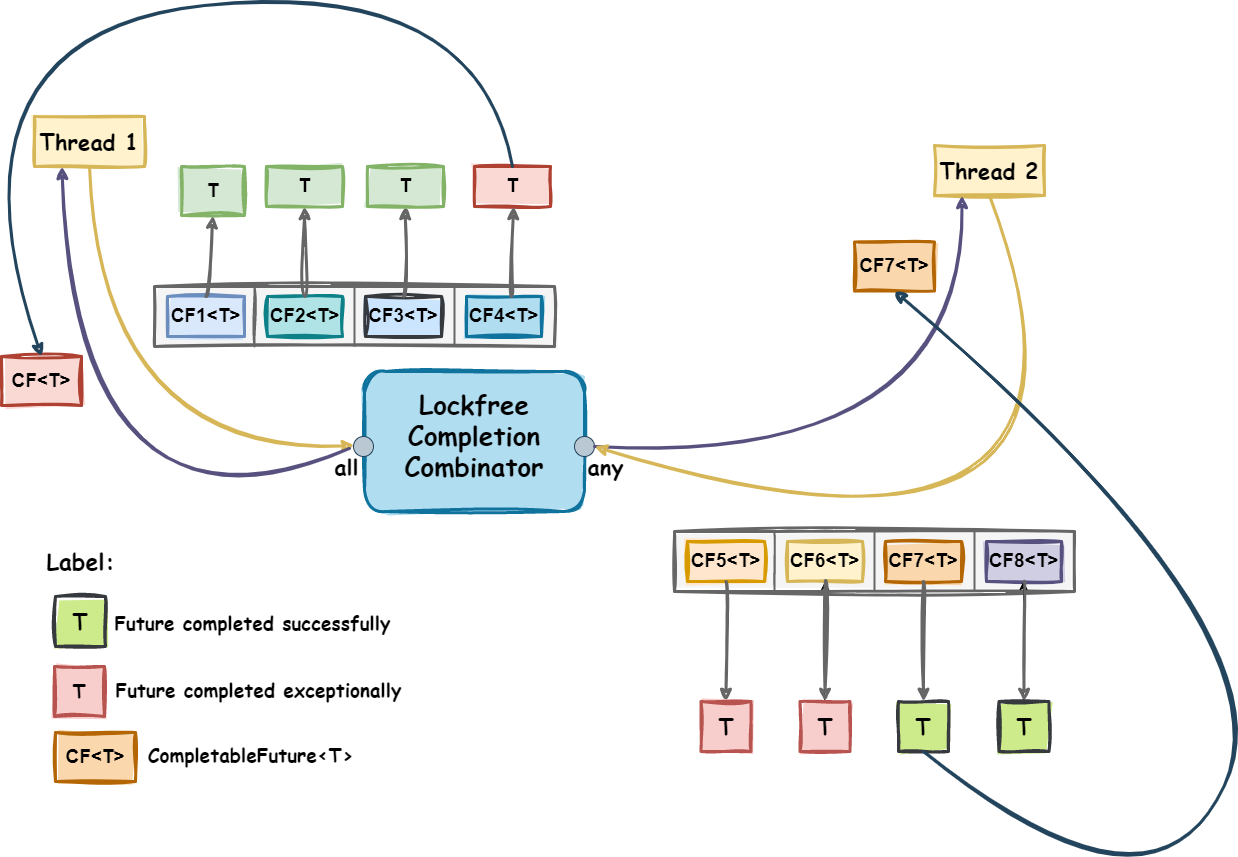 Thread 1
Thread 2
T
T
T
T
CF7<T>
CF1<T>
CF2<T>
CF3<T>
CF4<T>
CF<T>
Lockfree
Completion
Combinator
all
any
CF5<T>
CF6<T>
CF7<T>
CF8<T>
Label:
T
Future completed successfully
T
Future completed exceptionally
T
T
T
T
CF<T>
CompletableFuture<T>